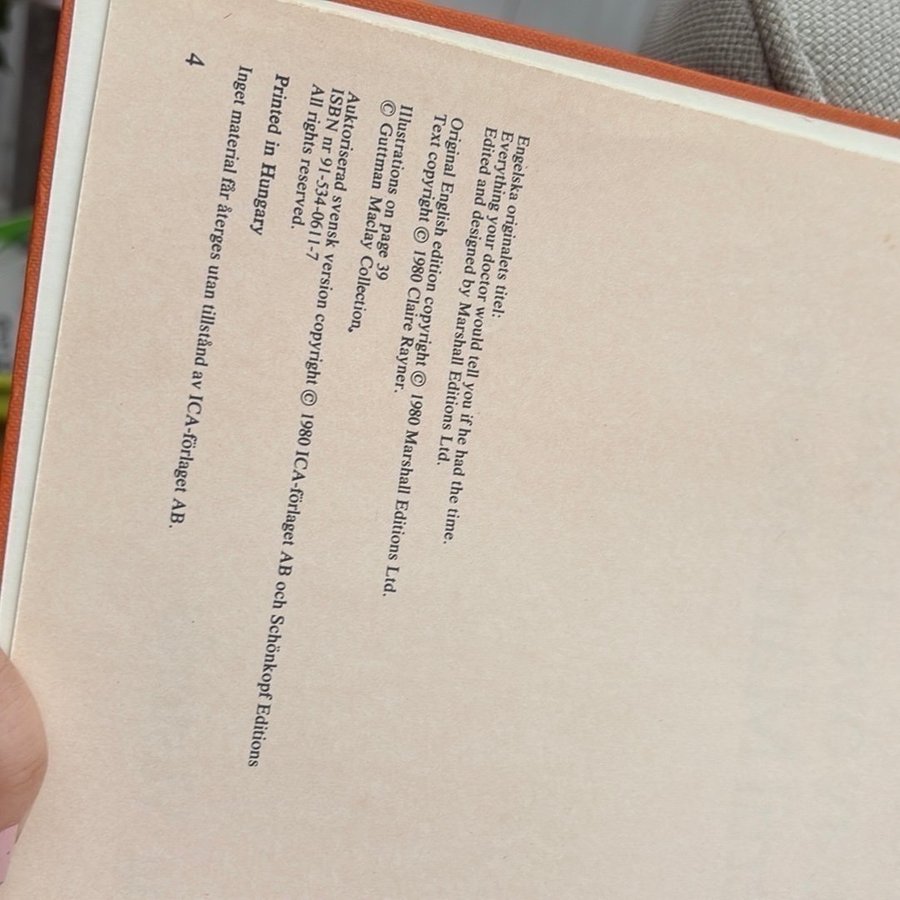 Engelska originalets titel:
Everything your doctor would tell you if he had the time.
Edited and designed by Marshall Editions Ltd.
Original English edition copyright © 1980 Marshall Editions Ltd.
Text copyright © 1980 Claire Rayner.
Illustrations on page 39
© Guttman Maclay Collection,
Auktoriserad svensk version copyright © 1980 ICA-förlaget AB och Schönkopf Editions
ISBN nr 91-534-0611-7
All rights reserved.
Printed in Hungary
Inget material får återges utan tillstånd av ICA-förlaget AB.
4